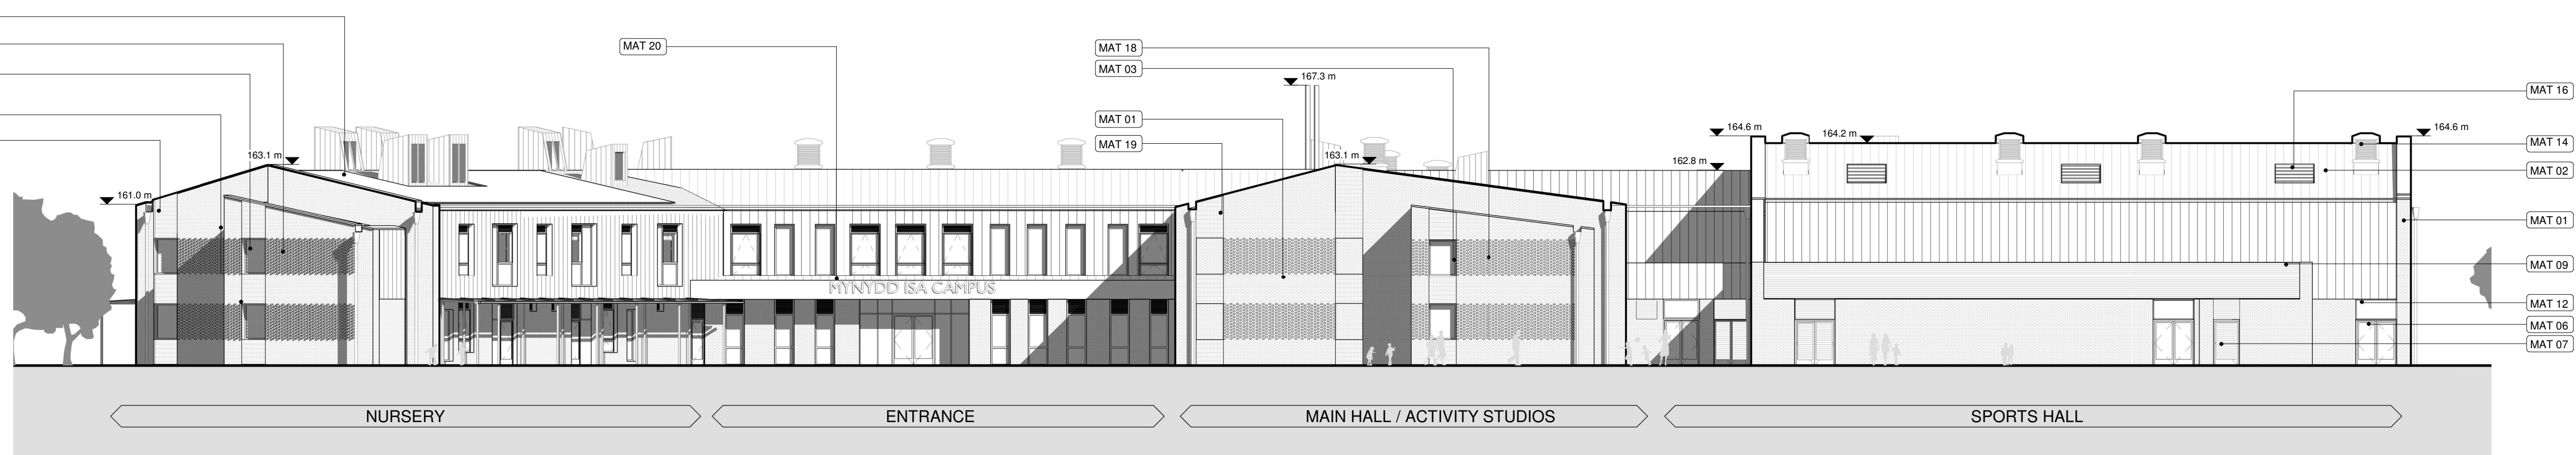 MAT 20
MAT 18
MAT 03
167.3 m
MAT 16
MAT 01
164.6 m
164.2 m
164.6 m
MAT 19
MAT 14
163.1 m
163.1 m
162.8 m
MAT 02
161.0 m
MAT 01
MAT 09
MYNYDD ISA CAMPUS
MAT 12
MAT 06
MAT 07
NURSERY
ENTRANCE
MAIN HALL / ACTIVITY STUDIOS
SPORTS HALL